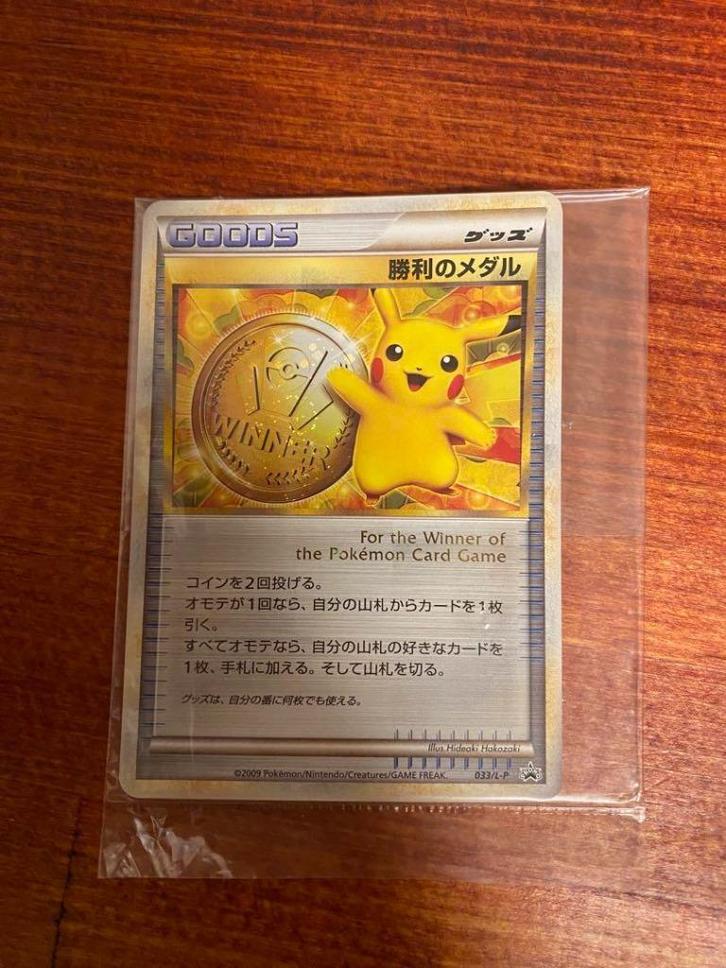 GOODS
グッズ
勝利のメダル
WINNER
For the Winner of
the Pokémon Card Game
コインを2回投げる。
オモテが1回なら、自分の山札からカードを1枚
引く。
すべてオモテなら、自分の山札の好きなカードを
1枚、手札に加える。そして山札を切る。
グッズは、自分の番に何枚でも使える。
Illus. Hideaki Hakozaki
©2009 Pokémon/Nintendo/Creatures/GAME FREAK.
033/L-P